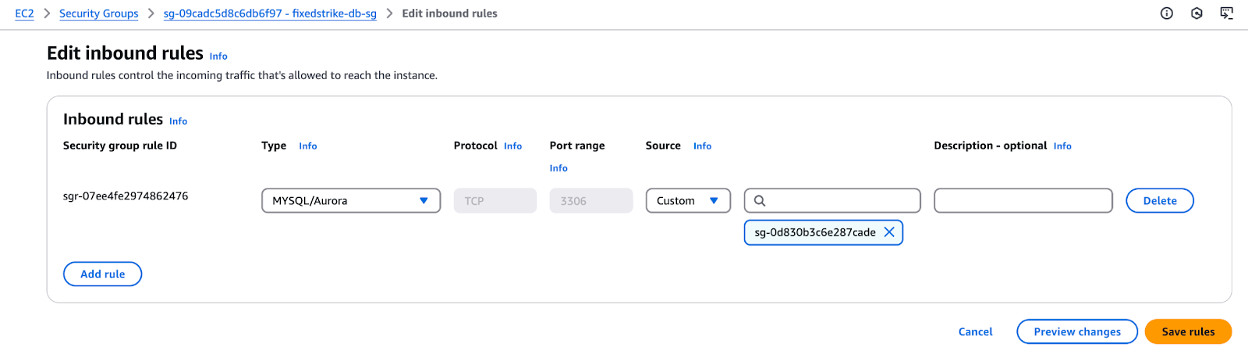 EC2 > Security Groups > sg-09cadc5d8c6db6f97 - fixedstrike-db-sg > Edit inbound rules
Edit inbound rules Info
Inbound rules control the incoming traffic that's allowed to reach the instance.
Inbound rules Info
Security group rule ID Type Info Protocol Info Port range Info Source Info Description - optional Info
sgr-07ee4fe2974862476 MYSQL/Aurora TCP 3306 Custom Delete
sg-0d830b3c6e287cade
Add rule
Cancel Preview changes Save rules